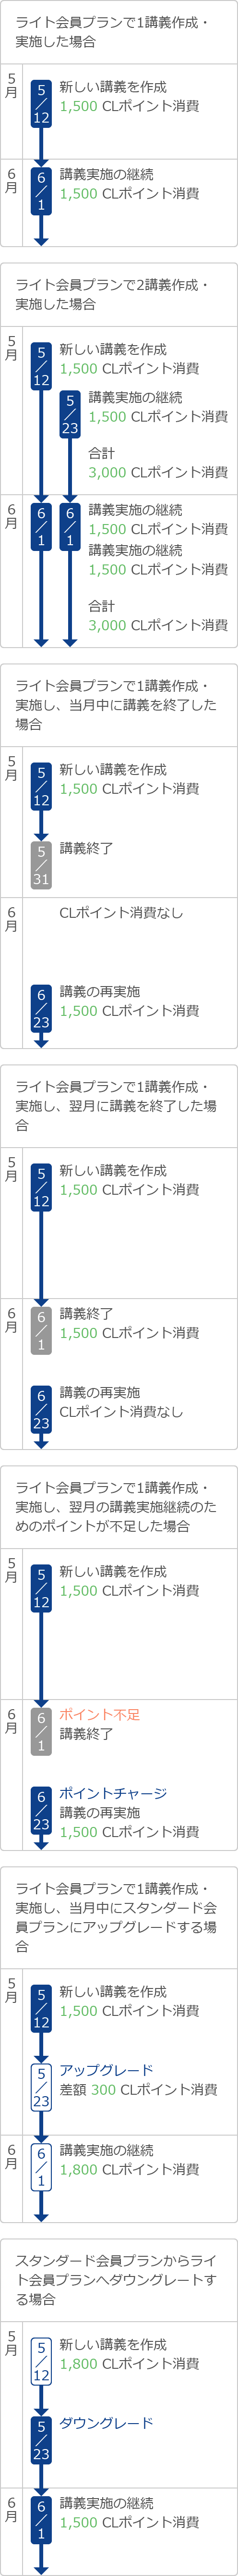 ライト会員プランで1講義作成・
実施した場合
5月
5/12
新しい講義を作成
1,500 CLポイント消費
6月
6/1
講義実施の継続
1,500 CLポイント消費
ライト会員プランで2講義作成・
実施した場合
5月
5/12
新しい講義を作成
1,500 CLポイント消費
5/23
講義実施の継続
1,500 CLポイント消費
合計
3,000 CLポイント消費
6月
6/1
6/1
講義実施の継続
1,500 CLポイント消費
講義実施の継続
1,500 CLポイント消費
合計
3,000 CLポイント消費
ライト会員プランで1講義作成・
実施し、当月中に講義を終了した
場合
5月
5/12
新しい講義を作成
1,500 CLポイント消費
5/31
講義終了
6月
CLポイント消費なし
6/23
講義の再実施
1,500 CLポイント消費
ライト会員プランで1講義作成・
実施し、翌月に講義を終了した場
合
5月
5/12
新しい講義を作成
1,500 CLポイント消費
6月
6/1
講義終了
1,500 CLポイント消費
6/23
講義の再実施
CLポイント消費なし
ライト会員プランで1講義作成・
実施し、翌月の講義実施継続のた
めのポイントが不足した場合
5月
5/12
新しい講義を作成
1,500 CLポイント消費
6月
6/1
ポイント不足
講義終了
6/23
ポイントチャージ
講義の再実施
1,500 CLポイント消費
ライト会員プランで1講義作成・
実施し、当月中にスタンダード会
員プランにアップグレードする場
合
5月
5/12
新しい講義を作成
1,500 CLポイント消費
5/23
アップグレード
差額 300 CLポイント消費
6月
6/1
講義実施の継続
1,800 CLポイント消費
スタンダード会員プランからライ
ト会員プランへダウングレートす
る場合
5月
5/12
新しい講義を作成
1,800 CLポイント消費
5/23
ダウングレード
6月
6/1
講義実施の継続
1,500 CLポイント消費